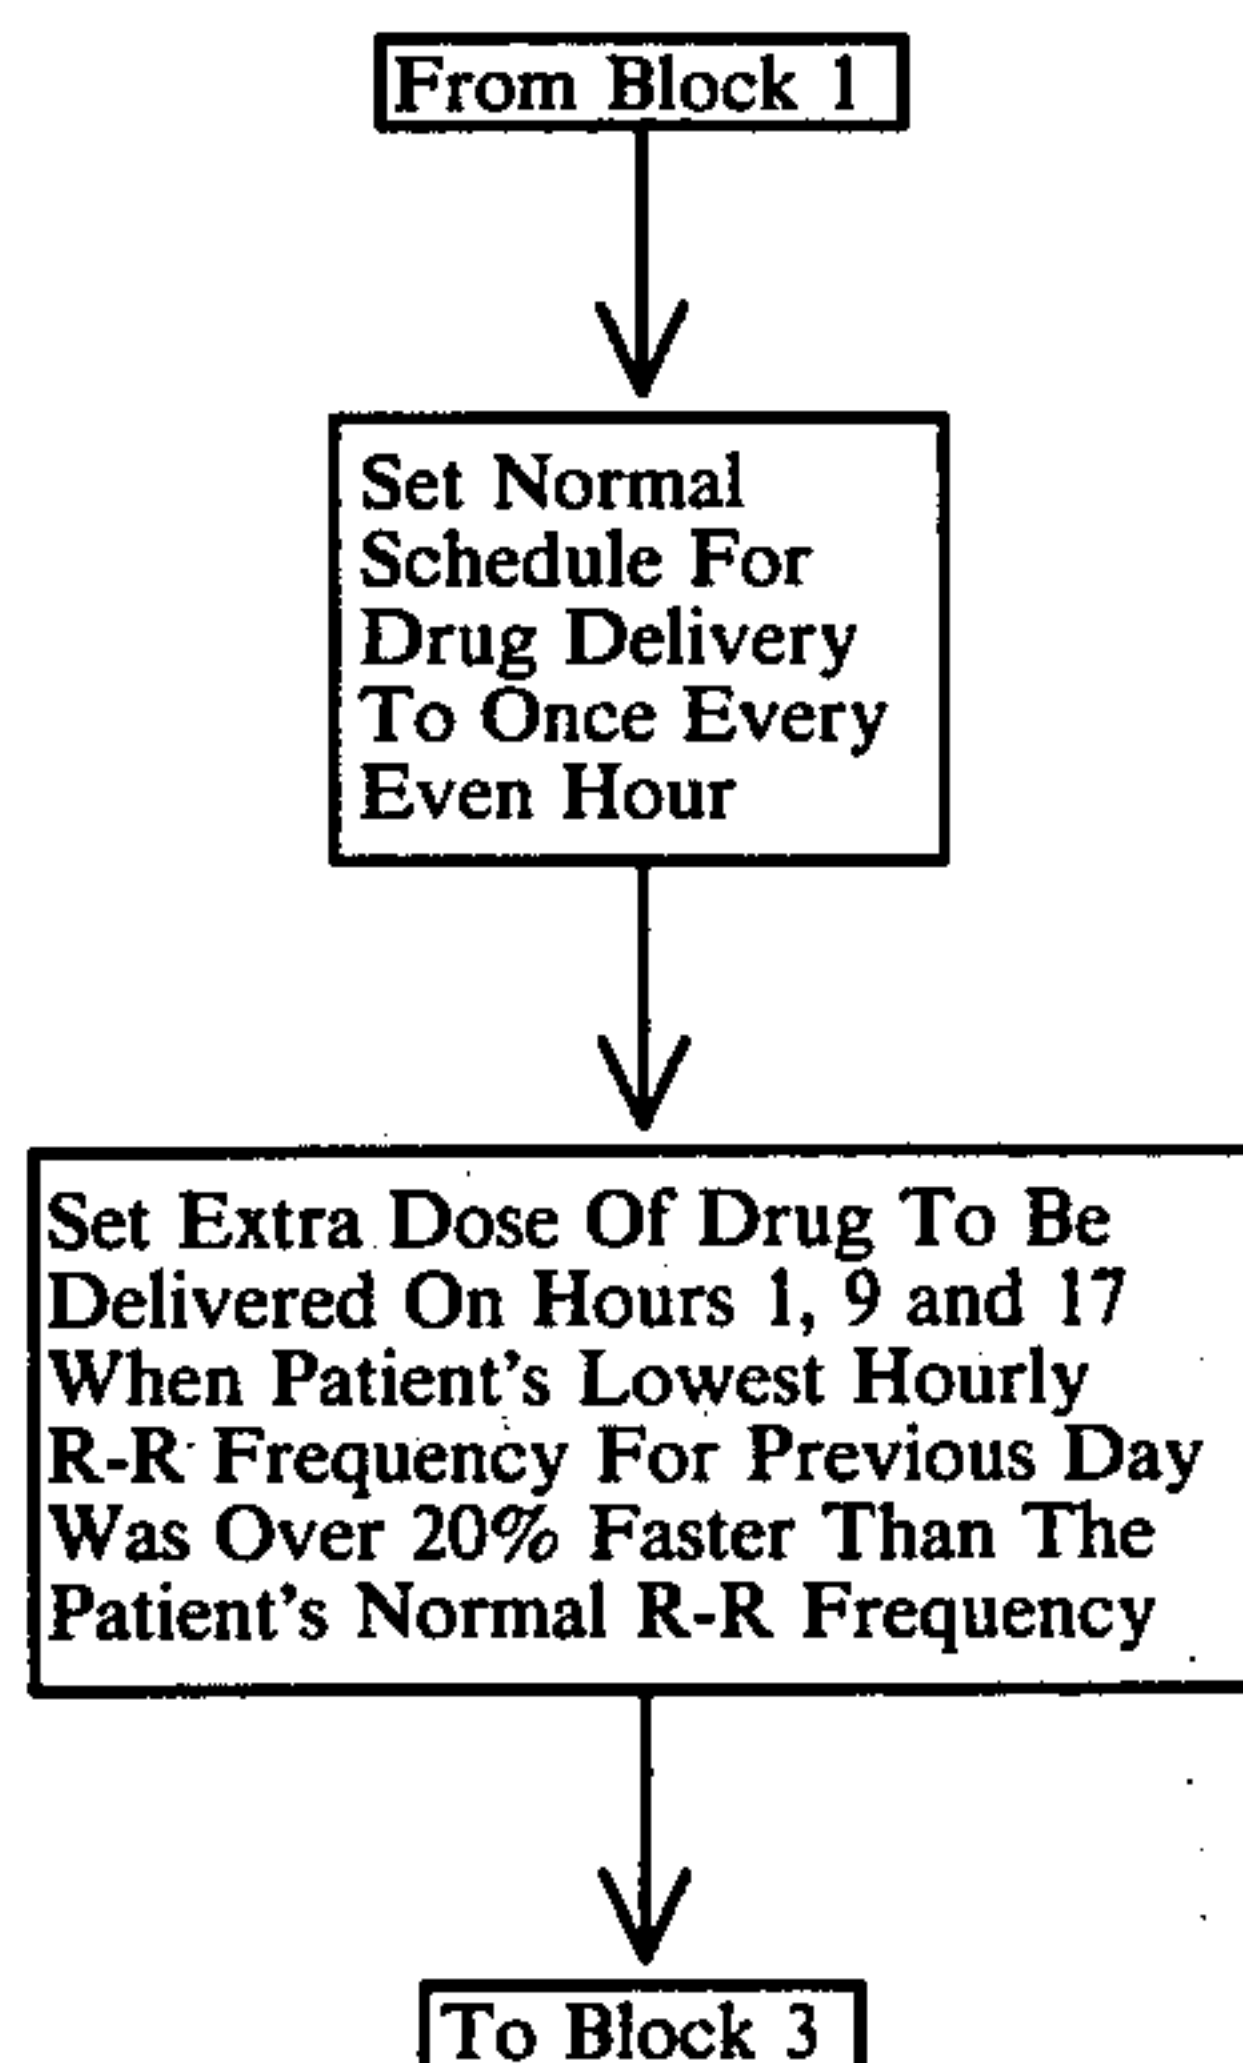 From Block 1
Set Normal
Schedule For
Drug Delivery
To Once Every
Even Hour
Set Extra Dose Of Drug To Be
Delivered On Hours 1, 9 and 17
When Patient's Lowest Hourly
R-R Frequency For Previous Day
Was Over 20% Faster Than The
Patient's Normal R-R Frequency
To Block 3